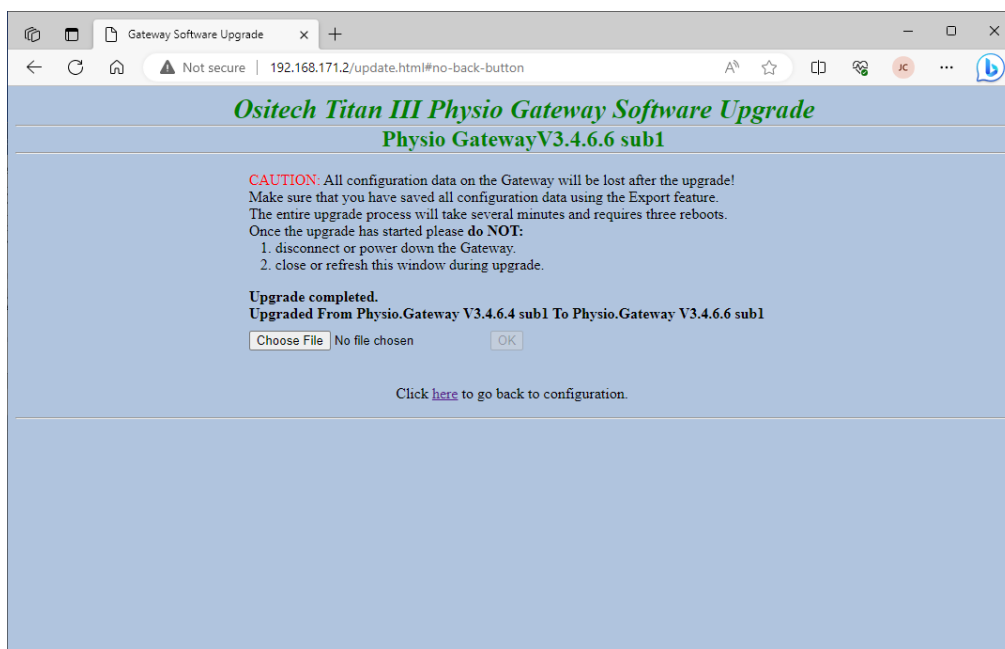 Gateway Software Upgrade
Not secure | 192.168.171.2/update.html#no-back-button
JC
Ositech Titan III Physio Gateway Software Upgrade
Physio GatewayV3.4.6.6 sub1
CAUTION: All configuration data on the Gateway will be lost after the upgrade!
Make sure that you have saved all configuration data using the Export feature.
The entire upgrade process will take several minutes and requires three reboots.
Once the upgrade has started please do NOT:
1. disconnect or power down the Gateway.
2. close or refresh this window during upgrade.
Upgrade completed.
Upgraded From Physio.Gateway V3.4.6.4 sub1 To Physio.Gateway V3.4.6.6 sub1
Choose File No file chosen OK
Click here to go back to configuration.